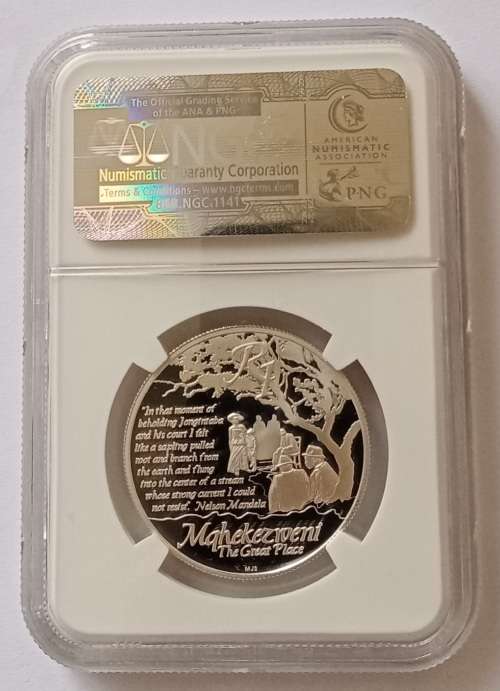 The Official Grading Service
of the ANA & PNG
Numismatic Guaranty Corporation
Terms & Conditions – www.ngcterms.com
AMERICAN
NUMISMATIC
ASSOCIATION
PNG
R1
"In that moment of
beholding Jongintaba
and his court I felt
like a sapling pulled
root and branch from
the earth and flung
into the center of a stream
whose strong current I could
not resist". Nelson Mandela
Mqhekezweni
The Great Place
MJS